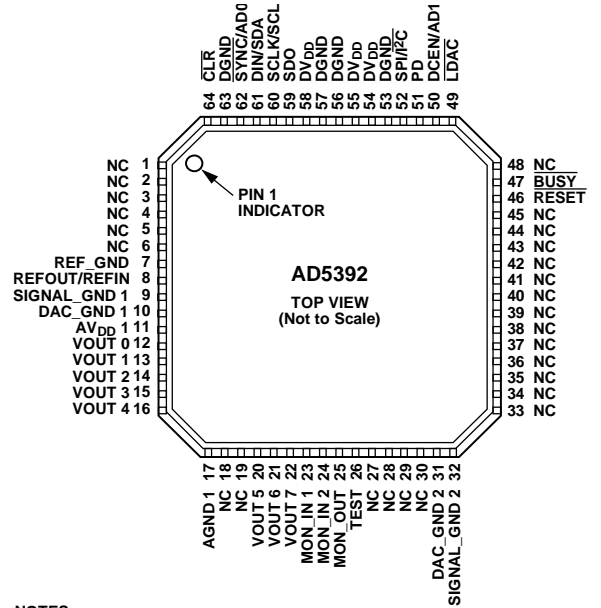 64 CLR
63 DGND
62 SYNC/AD0
61 DIN/SDA
60 SCLK/SCL
59 SDO
58 DVDD
57 DGND
56 DGND
55 DVDD
54 DVDD
53 DGND
52 SPI/I2C
51 PD
50 DCEN/AD1
49 LDAC
NC 1
NC 2
NC 3
NC 4
NC 5
NC 6
REF_GND 7
REFOUT/REFIN 8
SIGNAL_GND 1 9
DAC_GND 1 10
AVDD 1 11
VOUT 0 12
VOUT 1 13
VOUT 2 14
VOUT 3 15
VOUT 4 16
PIN 1
INDICATOR
AD5392
TOP VIEW
(Not to Scale)
48 NC
47 BUSY
46 RESET
45 NC
44 NC
43 NC
42 NC
41 NC
40 NC
39 NC
38 NC
37 NC
36 NC
35 NC
34 NC
33 NC
AGND 1 17
NC 18
NC 19
VOUT 5 20
VOUT 6 21
VOUT 7 22
MON_IN 1 23
MON_IN 2 24
MON_OUT 25
TEST 26
NC 27
NC 28
NC 29
NC 30
DAC_GND 2 31
SIGNAL_GND 2 32